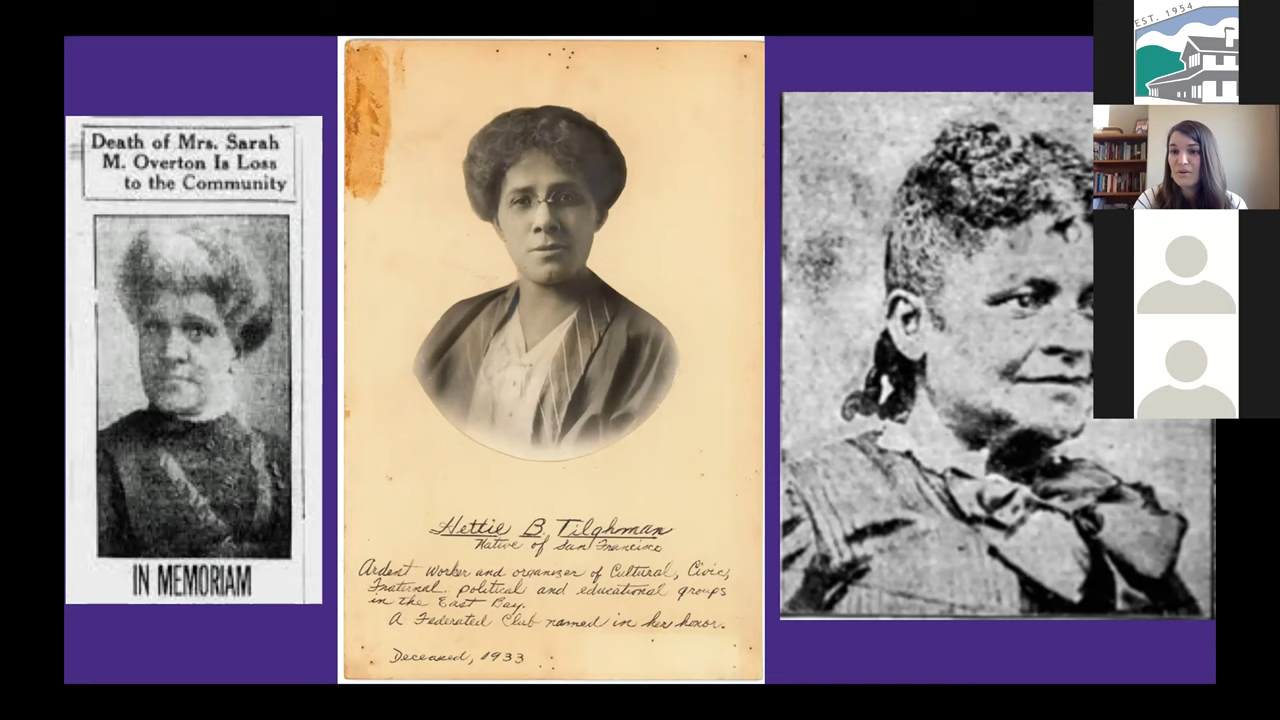 Death of Mrs. Sarah
M. Overton Is Loss
to the Community
IN MEMORIAM
Hettie B. Tilghman
Native of San Francisco
Ardent worker and organizer of Cultural, Civic,
Fraternal, political and educational groups
in the East Bay.
A Federated Club named in her honor.
Deceased, 1933
EST. 1954